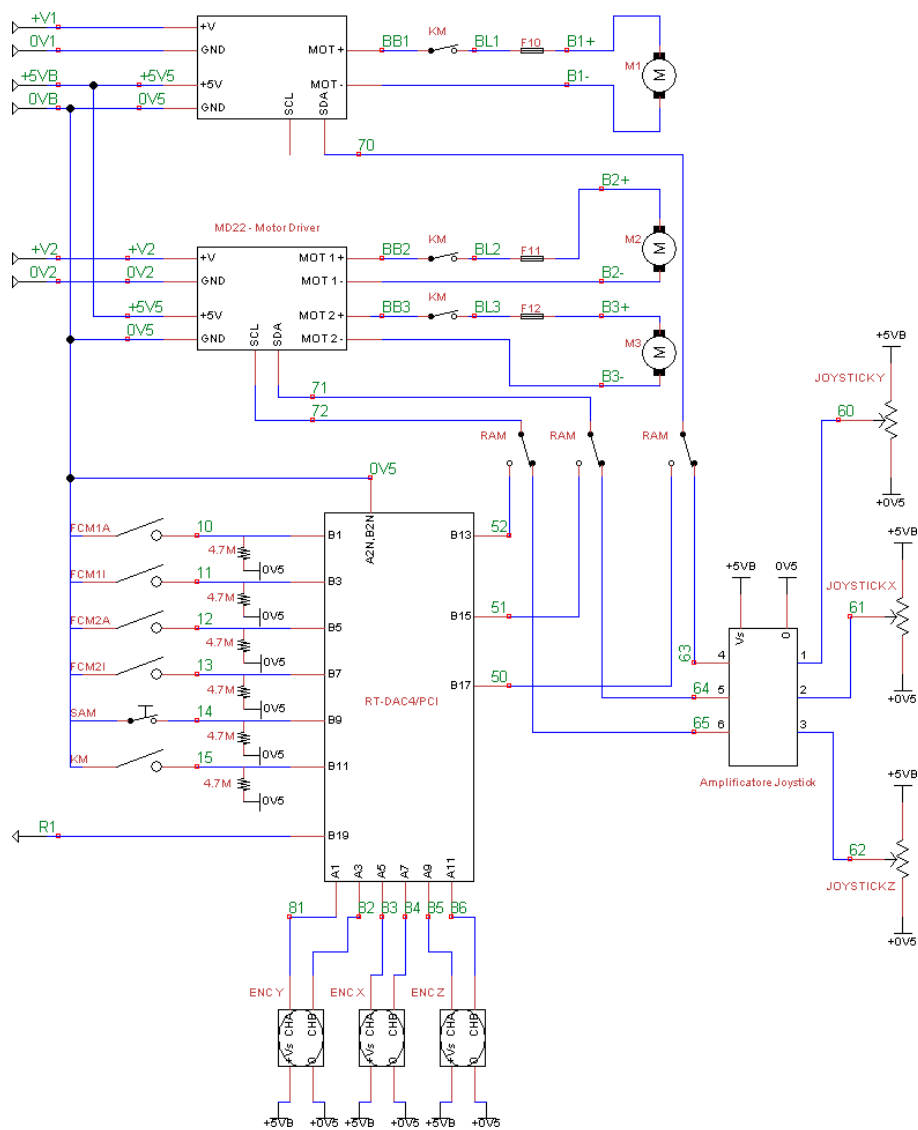 +V1 +V
0V1 GND MOT+ BB1 KM BL1 F10 B1+
M1 M
+5VB +5V5 +5V MOT- B1-
0VB 0V5 GND
SCL SDA
70
B2+
MD22 - Motor Driver
+V2 +V2 +V MOT 1+ BB2 KM BL2 F11 M2 M
0V2 0V2 GND MOT1- B2-
+5V5 +5V MOT2+ BB3 KM BL3 F12 B3+
0V5 GND SCL SDA MOT2- M3 M
B3-
+5VB
JOYSTICKY
71
72
60
RAM RAM RAM
0V5
+0V5
FCM1A 10 B1 A2N,B2N B13 52
4.7M 0V5
FCM1I 11 B3
4.7M 0V5
+5VB 0V5 +5VB
JOYSTICKX
FCM2A 12 B5 B15 51 61
4.7M 0V5
Vs 0
FCM2I 13 B7 B17 50 63 4 1
4.7M 0V5
+0V5
RT-DAC4/PCI
64 5 2
SAM 14 B9 65 6 3
4.7M 0V5
KM 15 B11
4.7M 0V5
Amplificatore Joystick
+5VB
R1 B19
62
A1 A3 A5 A7 A9 A11
JOYSTICKZ
81 82 83 84 85 86
+0V5
ENC Y ENC X ENC Z
CHA CHB CHA CHB CHA CHB
+Vs 0 +Vs 0 +Vs 0
+5VB +0V5 +5VB +0V5 +5VB +0V5